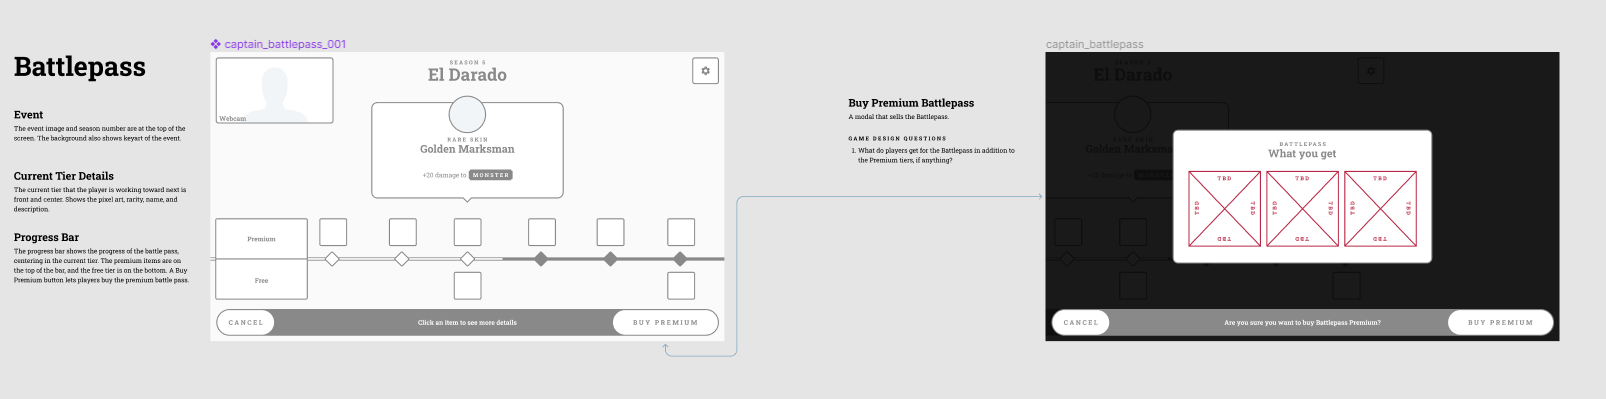 Battlepass
Event
The event image and season number are at the top of the
screen. The background also shows keyart of the event.
Current Tier Details
The current tier that the player is working toward next is
front and center. Shows the pixel art, rarity, name, and
description.
Progress Bar
The progress bar shows the progress of the battle pass,
centering in the current tier. The premium items are on
the top of the bar, and the free tier is on the bottom. A Buy
Premium button lets players buy the premium battle pass.
captain_battlepass_001
Webcam
SEASON 5
El Darado
RARE SKIN
Golden Marksman
+20 damage to MONSTER
Premium
Free
CANCEL
Click an item to see more details
BUY PREMIUM
Buy Premium Battlepass
A modal that sells the Battlepass.
GAME DESIGN QUESTIONS
1. What do players get for the Battlepass in addition to
the Premium tiers, if anything?
captain_battlepass
SEASON 5
El Darado
RARE SKIN
Golden Marksman
BATTLEPASS
What you get
TBD TBD TBD
TBD TBD TBD TBD TBD TBD
TBD TBD TBD
CANCEL
Are you sure you want to buy Battlepass Premium?
BUY PREMIUM